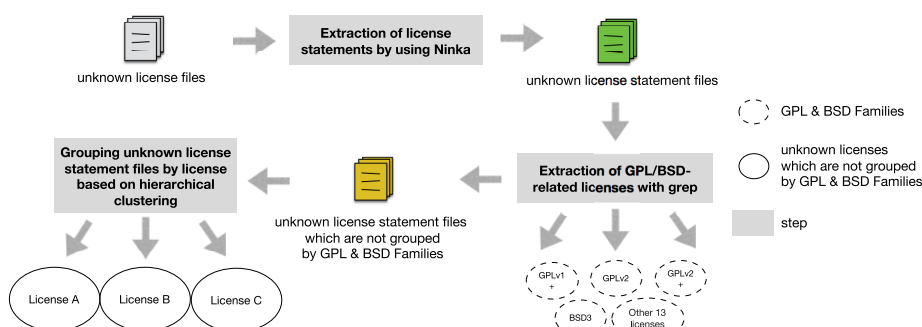 Extraction of license
statements by using Ninka
unknown license files
unknown license statement files
GPL & BSD Families
unknown licenses
which are not grouped
by GPL & BSD Families
step
Extraction of GPL/BSD-
related licenses with grep
unknown license statement files
which are not grouped
by GPL & BSD Families
Grouping unknown license
statement files by license
based on hierarchical
clustering
License A
License B
License C
GPLv1
+
GPLv2
GPLv2
+
BSD3
Other 13
licenses